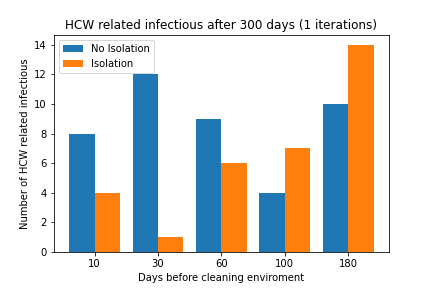 HCW related infectious after 300 days (1 iterations)
No Isolation
Isolation
Number of HCW related infectious
14
12
10
8
6
4
2
0
10 30 60 100 180
Days before cleaning enviroment